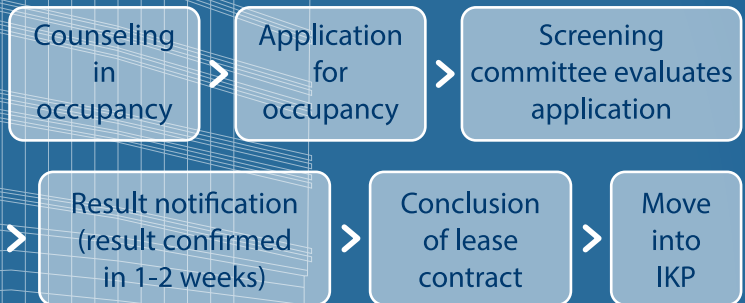 Counseling
in
occupancy
Application
for
occupancy
Screening
committee evaluates
application
Result notification
(result confirmed
in 1-2 weeks)
Conclusion
of lease
contract
Move
into
IKP